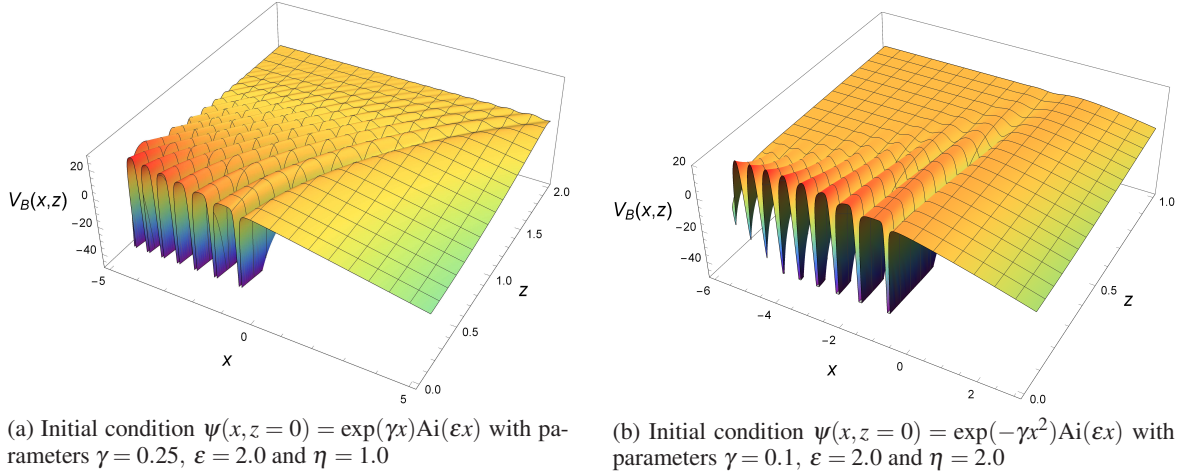 20
0
−20
−40
V_B(x,z)
−5
0
5
x
0.0
0.5
1.0
1.5
2.0
z
20
0
−20
−40
V_B(x,z)
−6
−4
−2
0
2
x
0.0
0.5
1.0
z
(a) Initial condition ψ(x,z = 0) = exp(γx)Ai(εx) with pa-
rameters γ = 0.25, ε = 2.0 and η = 1.0
(b) Initial condition ψ(x,z = 0) = exp(−γx²)Ai(εx) with
parameters γ = 0.1, ε = 2.0 and η = 2.0